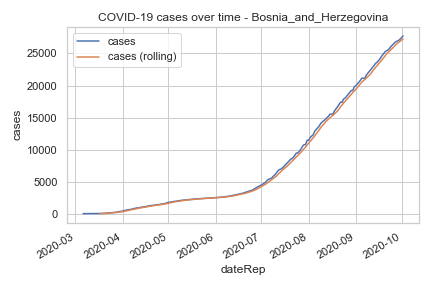 COVID-19 cases over time - Bosnia_and_Herzegovina
cases
cases (rolling)
cases
25000
20000
15000
10000
5000
0
2020-03
2020-04
2020-05
2020-06
2020-07
2020-08
2020-09
2020-10
dateRep